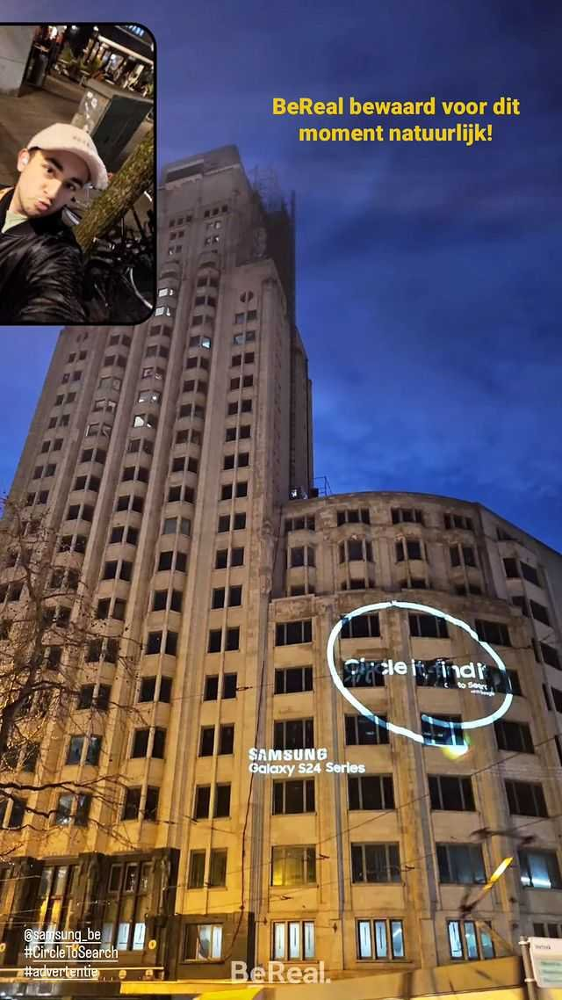 BeReal bewaard voor dit
moment natuurlijk!
Circle it, find it
SAMSUNG
Galaxy S24 Series
@samsung_be
#CircleToSearch
#advertentie
BeReal.